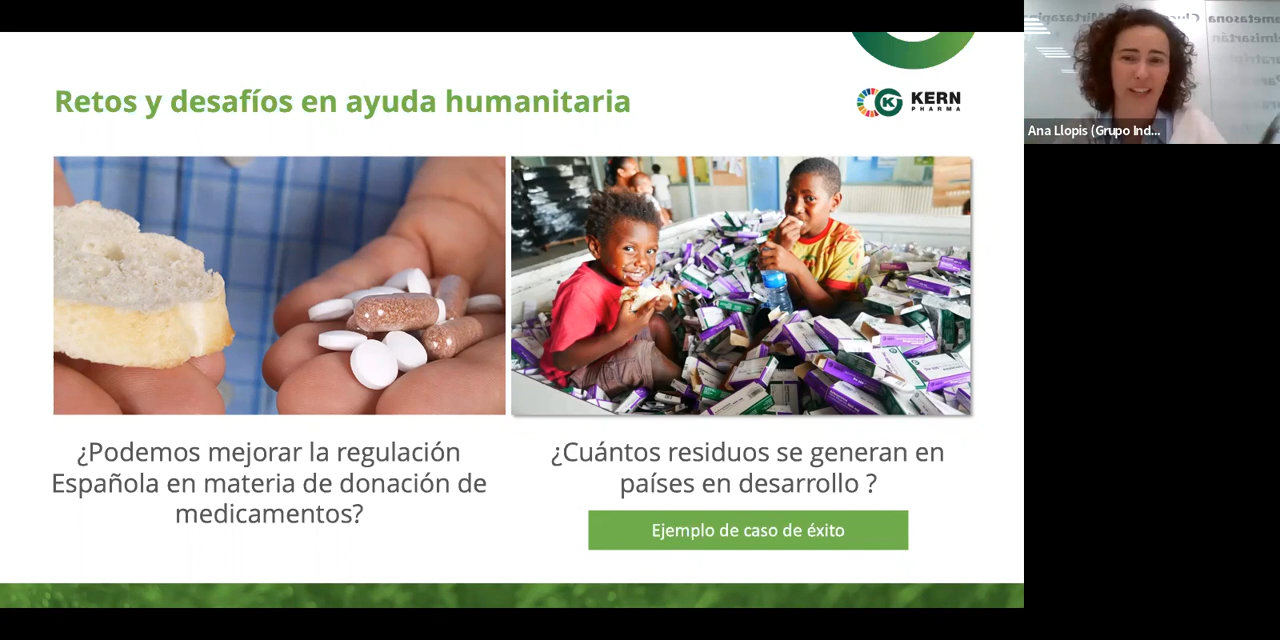 Retos y desafíos en ayuda humanitaria
KERN
PHARMA
¿Podemos mejorar la regulación
Española en materia de donación de
medicamentos?
¿Cuántos residuos se generan en
países en desarrollo ?
Ejemplo de caso de éxito
Ana Llopis (Grupo Ind...